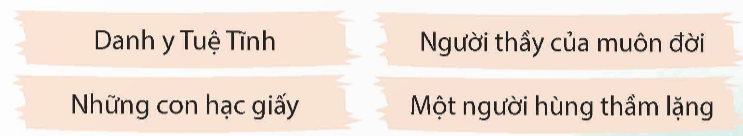 Danh y Tuệ Tĩnh
Người thầy của muôn đời
Những con hạc giấy
Một người hùng thầm lặng